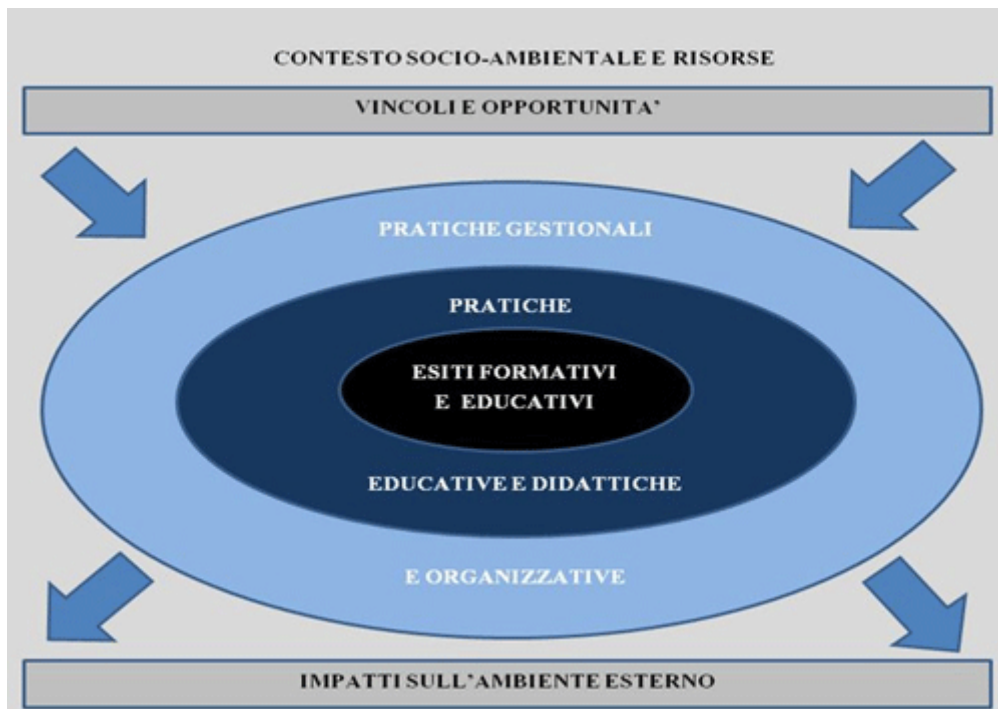 CONTESTO SOCIO-AMBIENTALE E RISORSE
VINCOLI E OPPORTUNITA'
PRATICHE GESTIONALI
PRATICHE
ESITI FORMATIVI
E EDUCATIVI
EDUCATIVE E DIDATTICHE
E ORGANIZZATIVE
IMPATTI SULL'AMBIENTE ESTERNO